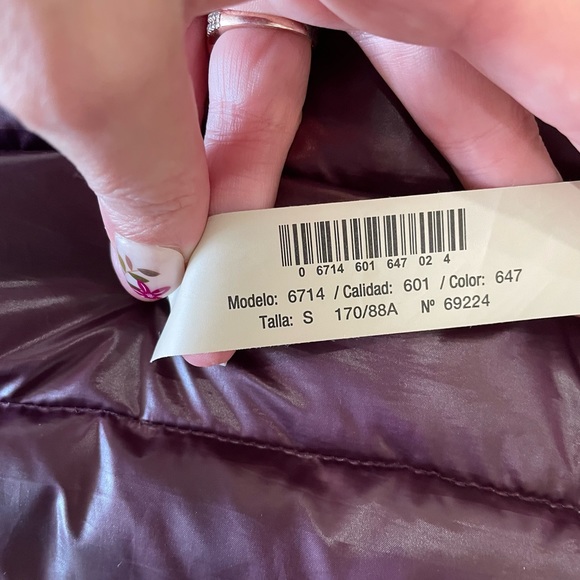 0 6714 601 647 02 4
Modelo: 6714 / Calidad: 601 / Color: 647
Talla: S 170/88A Nº 69224